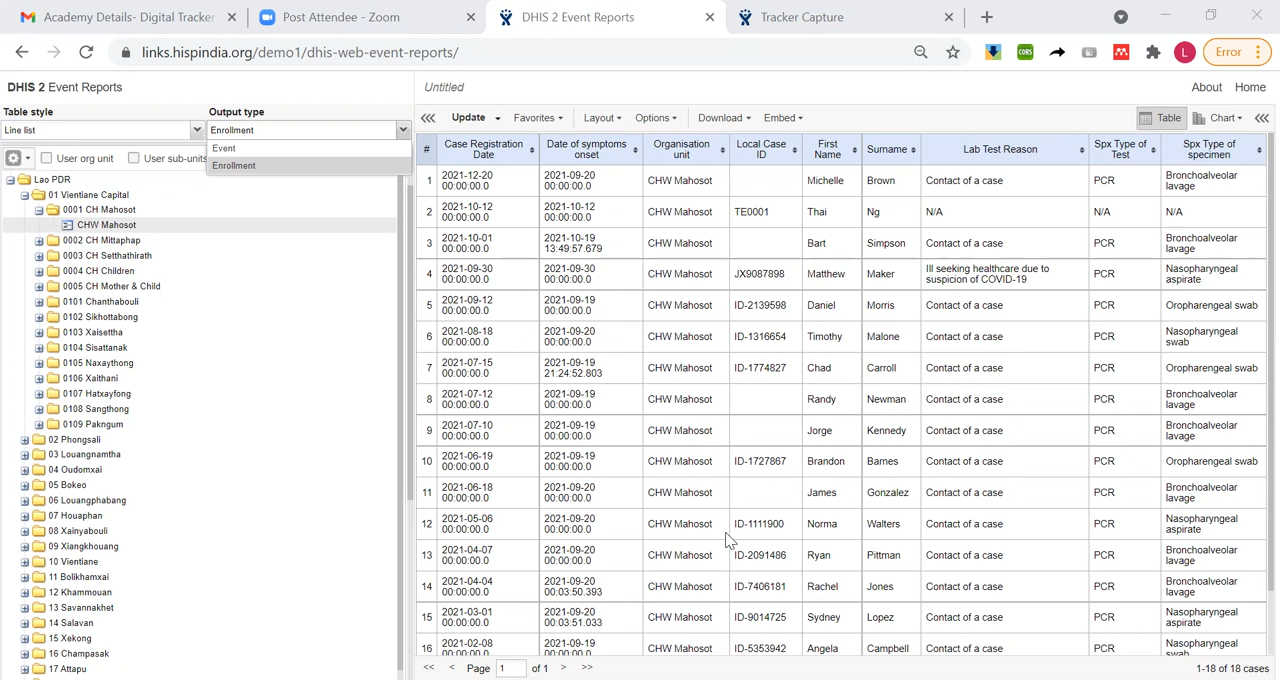 Academy Details- Digital Tracker
Post Attendee - Zoom
DHIS 2 Event Reports
Tracker Capture
links.hispindia.org/demo1/dhis-web-event-reports/
CORS
L
Error
DHIS 2 Event Reports
Untitled
About Home
Table style
Output type
Line list
Enrollment
Event
Enrollment
User org unit
User sub-units
Update
Favorites
Layout
Options
Download
Embed
Table
Chart
Lao PDR
01 Vientiane Capital
0001 CH Mahosot
CHW Mahosot
0002 CH Mittaphap
0003 CH Setthathirath
0004 CH Children
0005 CH Mother & Child
0101 Chanthabouli
0102 Sikhottabong
0103 Xaisettha
0104 Sisattanak
0105 Naxaythong
0106 Xaithani
0107 Hatxayfong
0108 Sangthong
0109 Pakngum
02 Phongsali
03 Louangnamtha
04 Oudomxai
05 Bokeo
06 Louangphabang
07 Houaphan
08 Xainyabouli
09 Xiangkhouang
10 Vientiane
11 Bolikhamxai
12 Khammouan
13 Savannakhet
14 Salavan
15 Xekong
16 Champasak
17 Attapu
# Case Registration Date Date of symptoms onset Organisation unit Local Case ID First Name Surname Lab Test Reason Spx Type of Test Spx Type of specimen
1 2021-12-20 00:00:00.0 2021-09-20 00:00:00.0 CHW Mahosot Michelle Brown Contact of a case PCR Bronchoalveolar lavage
2 2021-10-12 00:00:00.0 2021-10-12 00:00:00.0 CHW Mahosot TE0001 Thai Ng N/A N/A N/A
3 2021-10-01 00:00:00.0 2021-10-19 13:49:57.679 CHW Mahosot Bart Simpson Contact of a case PCR Bronchoalveolar lavage
4 2021-09-30 00:00:00.0 2021-09-30 00:00:00.0 CHW Mahosot JX9087898 Matthew Maker Ill seeking healthcare due to suspicion of COVID-19 PCR Nasopharyngeal aspirate
5 2021-09-12 00:00:00.0 2021-09-19 00:00:00.0 CHW Mahosot ID-2139598 Daniel Morris Contact of a case PCR Oropharengeal swab
6 2021-08-18 00:00:00.0 2021-09-20 00:00:00.0 CHW Mahosot ID-1316654 Timothy Malone Contact of a case PCR Nasopharyngeal swab
7 2021-07-15 00:00:00.0 2021-09-19 21:24:52.803 CHW Mahosot ID-1774827 Chad Carroll Contact of a case PCR Oropharengeal swab
8 2021-07-12 00:00:00.0 2021-09-19 00:00:00.0 CHW Mahosot Randy Newman Contact of a case PCR Bronchoalveolar lavage
9 2021-07-10 00:00:00.0 2021-09-19 00:00:00.0 CHW Mahosot Jorge Kennedy Contact of a case PCR Bronchoalveolar lavage
10 2021-06-19 00:00:00.0 2021-09-19 00:00:00.0 CHW Mahosot ID-1727867 Brandon Barnes Contact of a case PCR Oropharengeal swab
11 2021-06-18 00:00:00.0 2021-09-19 00:00:00.0 CHW Mahosot James Gonzalez Contact of a case PCR Bronchoalveolar lavage
12 2021-05-06 00:00:00.0 2021-09-20 00:00:00.0 CHW Mahosot ID-1111900 Norma Walters Contact of a case PCR Nasopharyngeal aspirate
13 2021-04-07 00:00:00.0 2021-09-20 00:00:00.0 CHW Mahosot ID-2091486 Ryan Pittman Contact of a case PCR Bronchoalveolar lavage
14 2021-04-04 00:00:00.0 2021-09-20 00:03:50.393 CHW Mahosot ID-7406181 Rachel Jones Contact of a case PCR Bronchoalveolar lavage
15 2021-03-01 00:00:00.0 2021-09-20 00:03:51.033 CHW Mahosot ID-9014725 Sydney Lopez Contact of a case PCR Nasopharyngeal aspirate
16 2021-02-08 00:00:00.0 2021-09-19 00:00:00.0 CHW Mahosot ID-5353942 Angela Campbell Contact of a case PCR Nasopharyngeal swab
<< < Page 1 of 1 > >>
1-18 of 18 cases